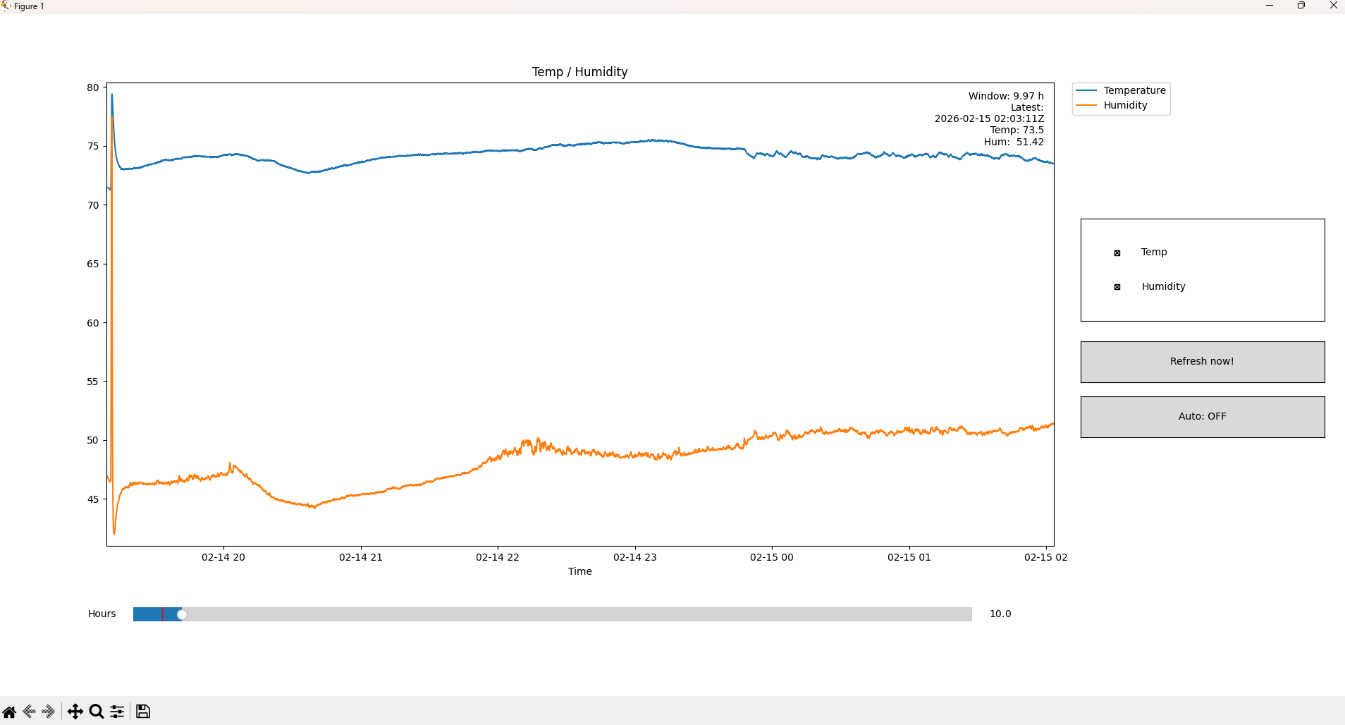 Figure 1
Temp / Humidity
80
75
70
65
60
55
50
45
Window: 9.97 h
Latest:
2026-02-15 02:03:11Z
Temp: 73.5
Hum:  51.42
Temperature
Humidity
Temp
Humidity
Refresh now!
Auto: OFF
02-14 20
02-14 21
02-14 22
02-14 23
02-15 00
02-15 01
02-15 02
Time
Hours
10.0